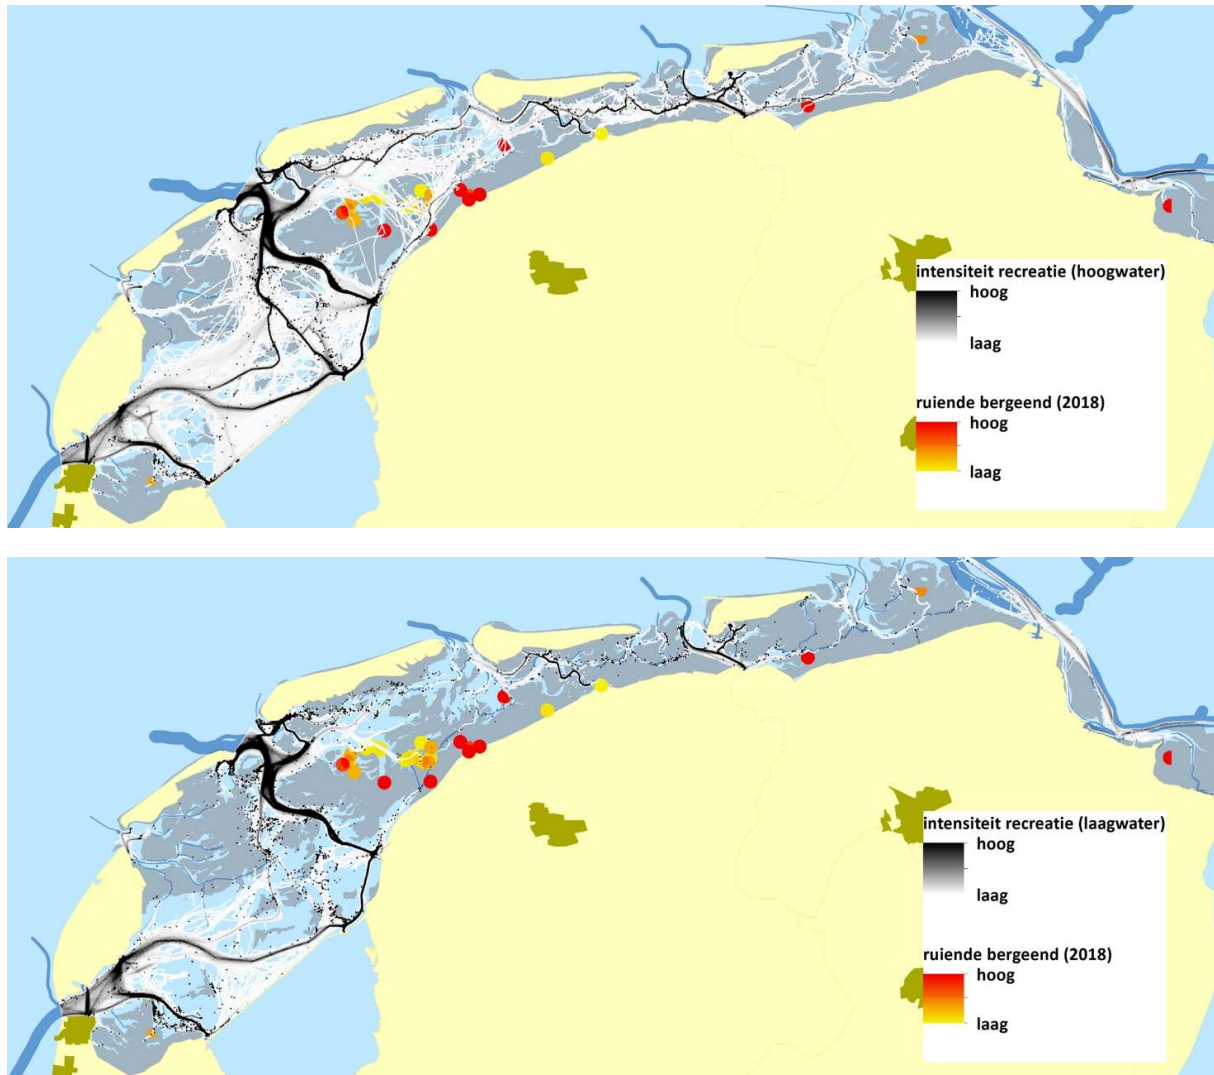 intensiteit recreatie (hoogwater)
hoog
laag
ruiende bergeend (2018)
hoog
laag
intensiteit recreatie (laagwater)
hoog
laag
ruiende bergeend (2018)
hoog
laag